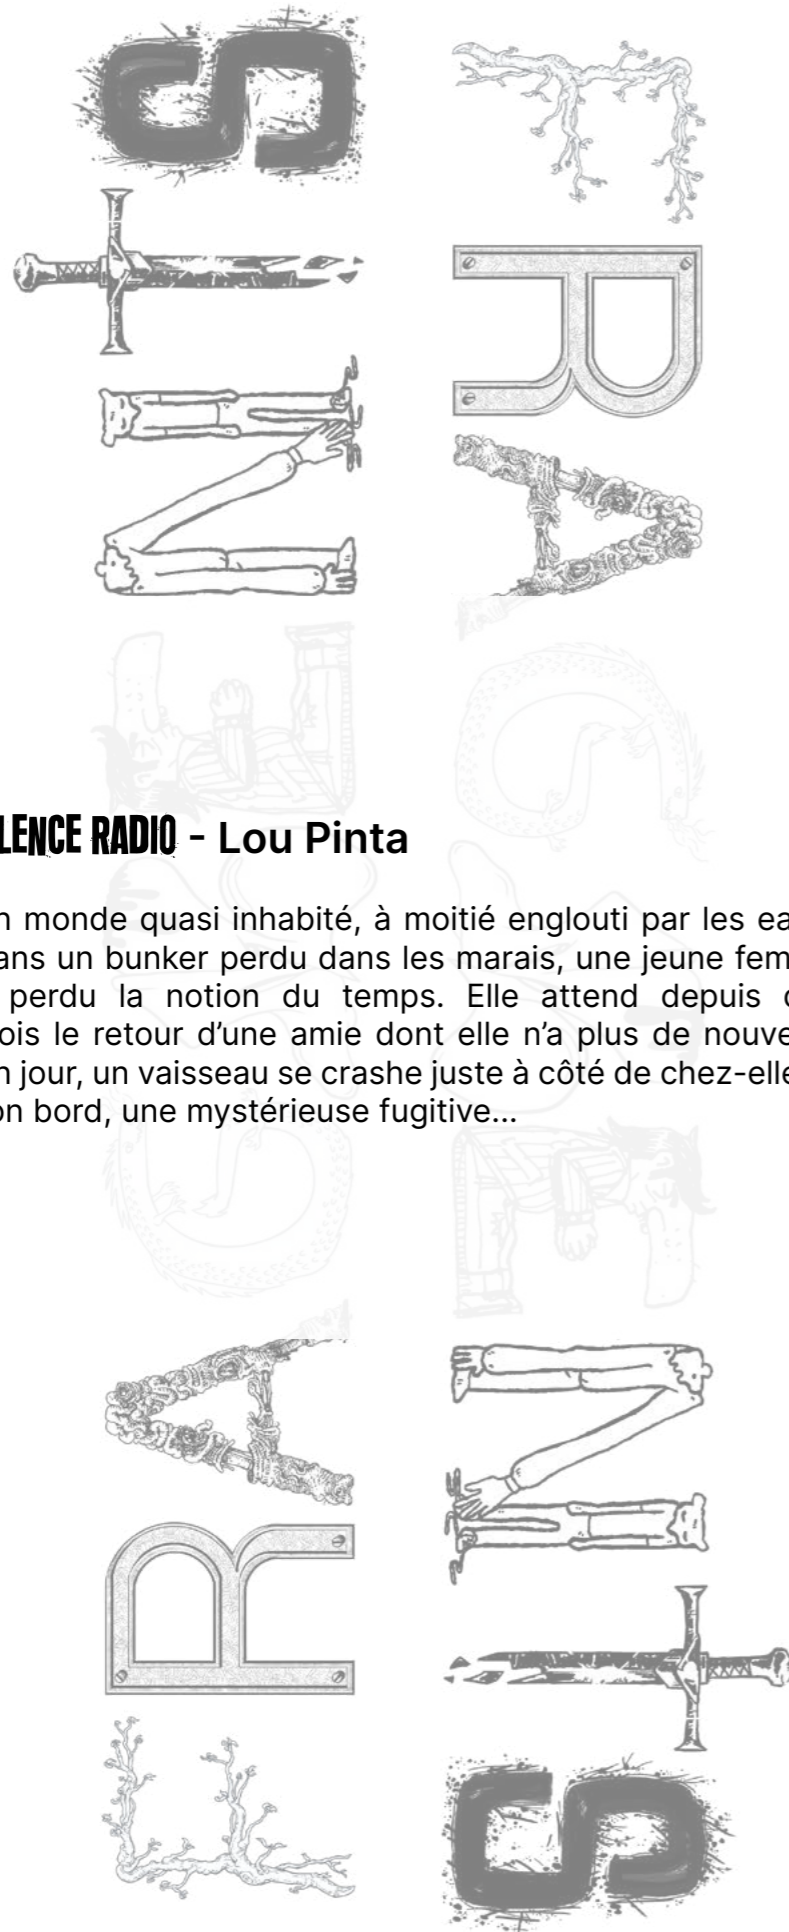 FRAGMENTS
FRAGMENTS
LENCE RADIO - Lou Pinta
n monde quasi inhabité, à moitié englouti par les ea
ans un bunker perdu dans les marais, une jeune fem
perdu la notion du temps. Elle attend depuis
ois le retour d’une amie dont elle n’a plus de nouve
n jour, un vaisseau se crashe juste à côté de chez-elle
on bord, une mystérieuse fugitive...